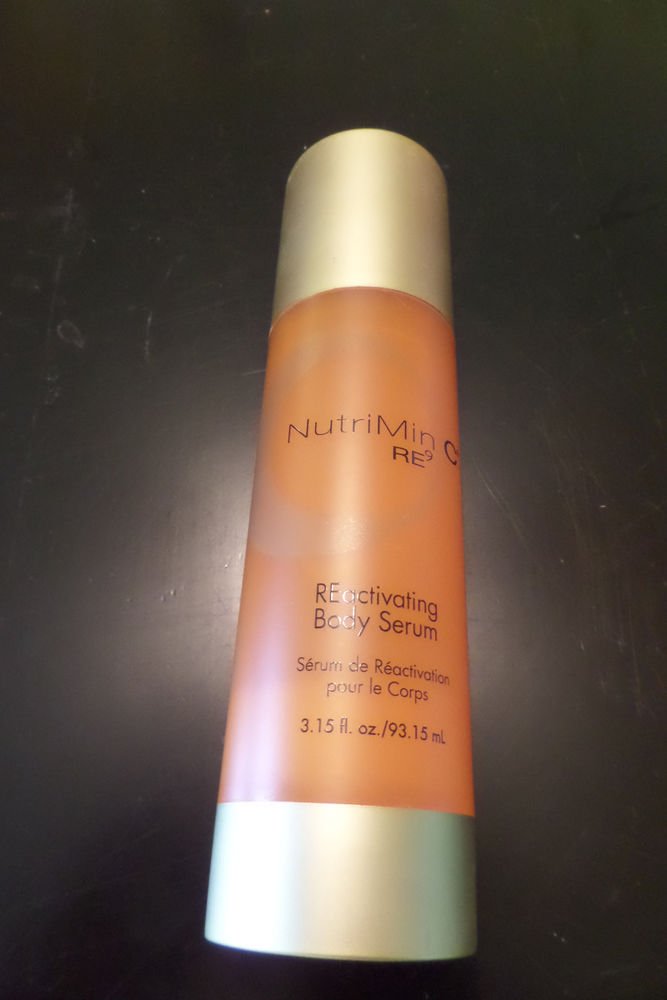 NutriMin C
RE⁹
REactivating
Body Serum
Sérum de Réactivation
pour le Corps
3.15 fl. oz./93.15 mL